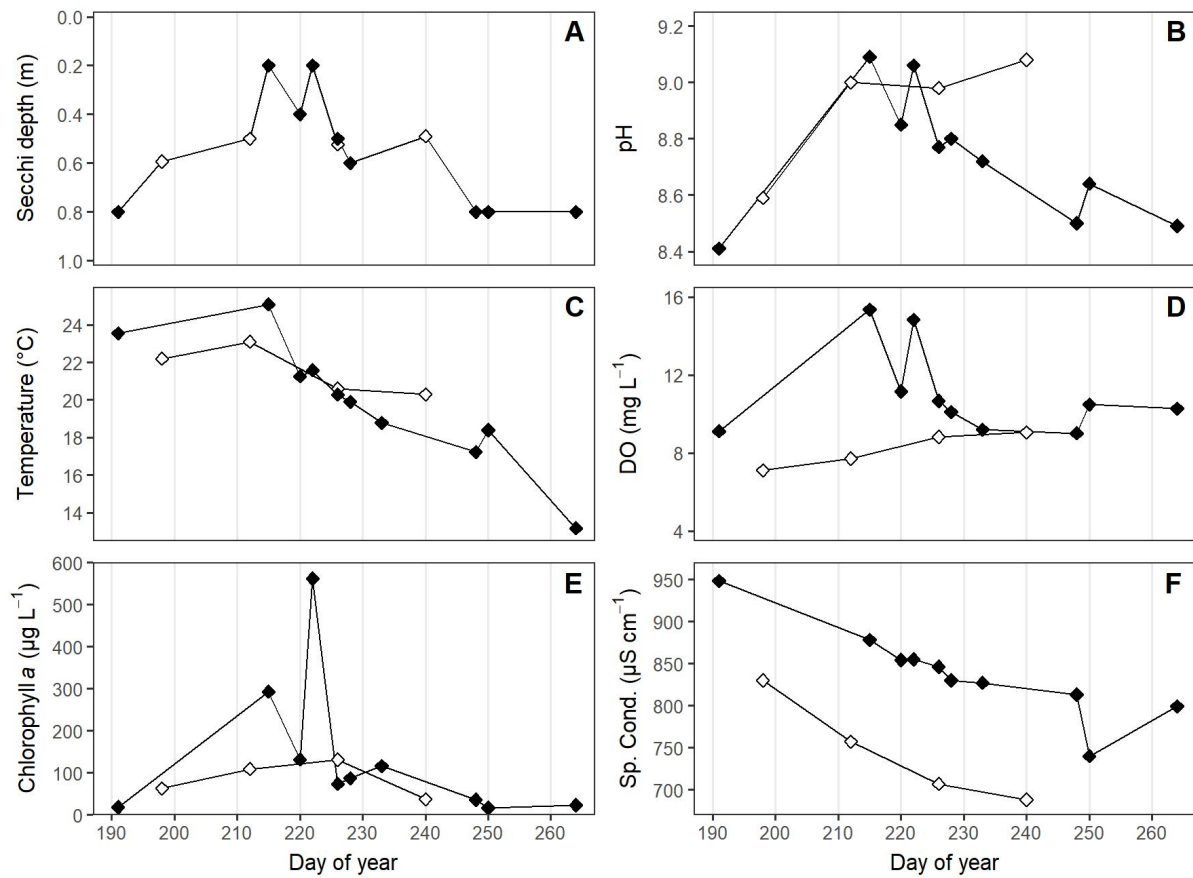 0.0
0.2
0.4
0.6
0.8
1.0
Secchi depth (m)
A
9.2
9.0
8.8
8.6
8.4
pH
B
24
22
20
18
16
14
Temperature (°C)
C
16
12
8
4
DO (mg L−1)
D
600
500
400
300
200
100
0
Chlorophyll a (µg L−1)
E
190 200 210 220 230 240 250 260
Day of year
950
900
850
800
750
700
Sp. Cond. (µS cm−1)
F
190 200 210 220 230 240 250 260
Day of year